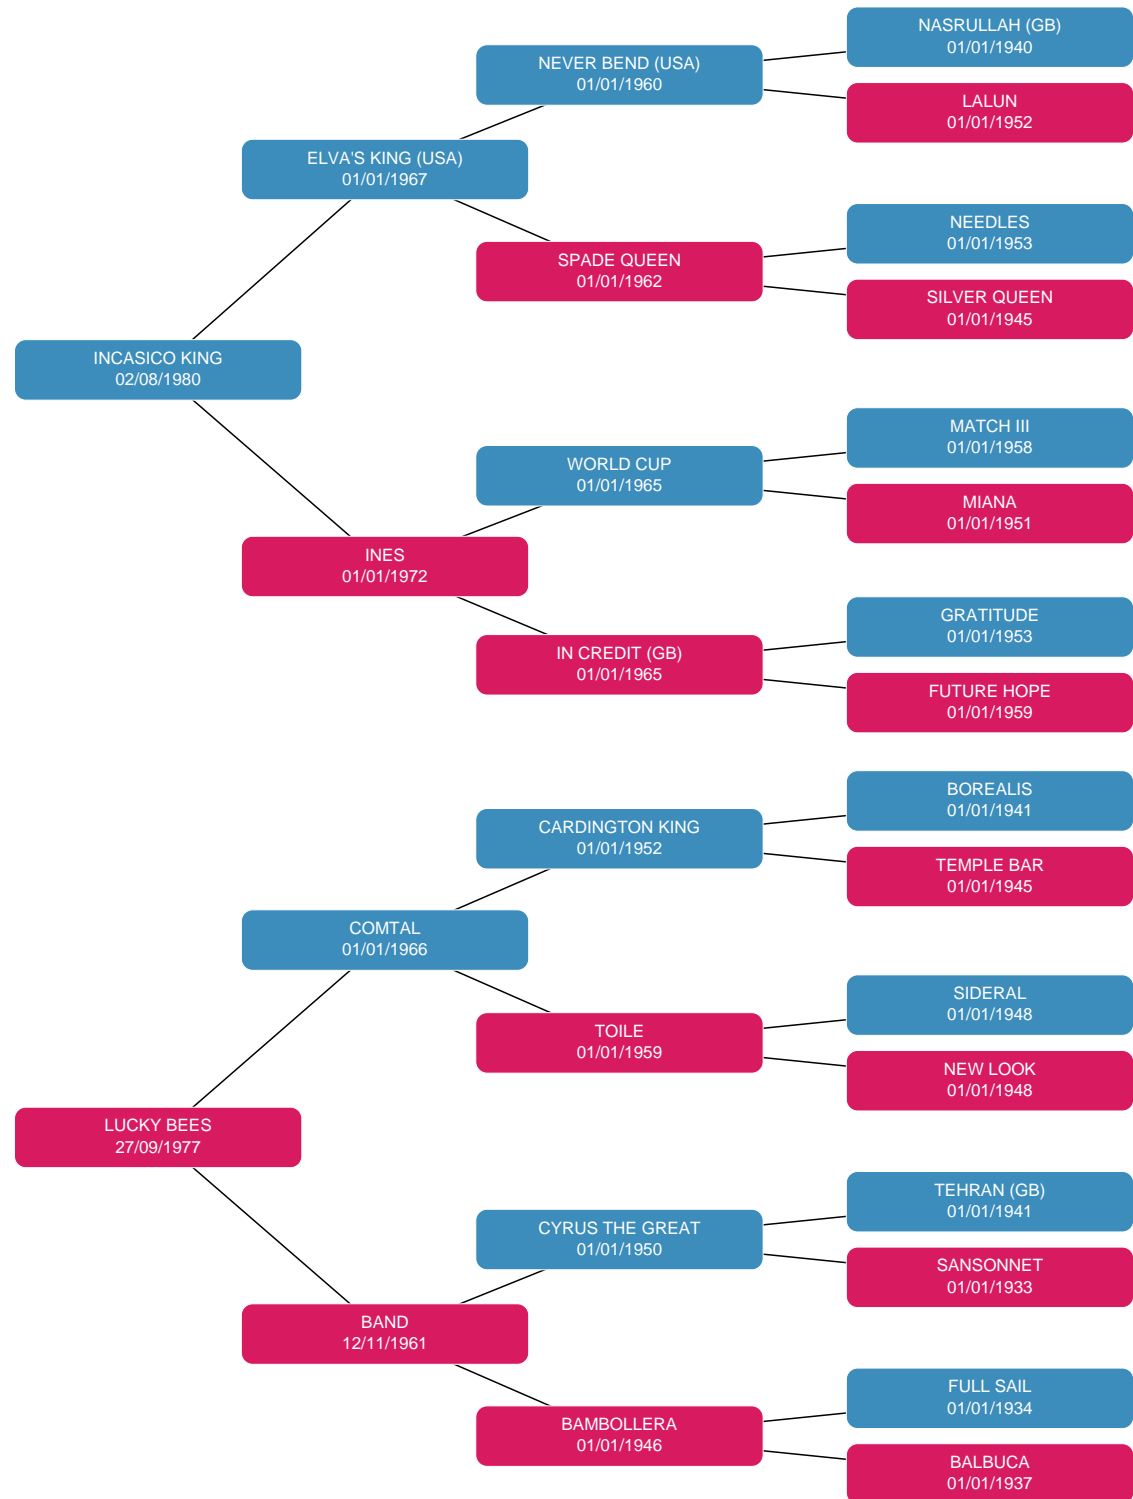 NASRULLAH (GB)
01/01/1940
NEVER BEND (USA)
01/01/1960
LALUN
01/01/1952
ELVA'S KING (USA)
01/01/1967
NEEDLES
01/01/1953
SPADE QUEEN
01/01/1962
SILVER QUEEN
01/01/1945
INCASICO KING
02/08/1980
MATCH III
01/01/1958
WORLD CUP
01/01/1965
MIANA
01/01/1951
INES
01/01/1972
GRATITUDE
01/01/1953
IN CREDIT (GB)
01/01/1965
FUTURE HOPE
01/01/1959
BOREALIS
01/01/1941
CARDINGTON KING
01/01/1952
TEMPLE BAR
01/01/1945
COMTAL
01/01/1966
SIDERAL
01/01/1948
TOILE
01/01/1959
NEW LOOK
01/01/1948
LUCKY BEES
27/09/1977
TEHRAN (GB)
01/01/1941
CYRUS THE GREAT
01/01/1950
SANSONNET
01/01/1933
BAND
12/11/1961
FULL SAIL
01/01/1934
BAMBOLLERA
01/01/1946
BALBUCA
01/01/1937